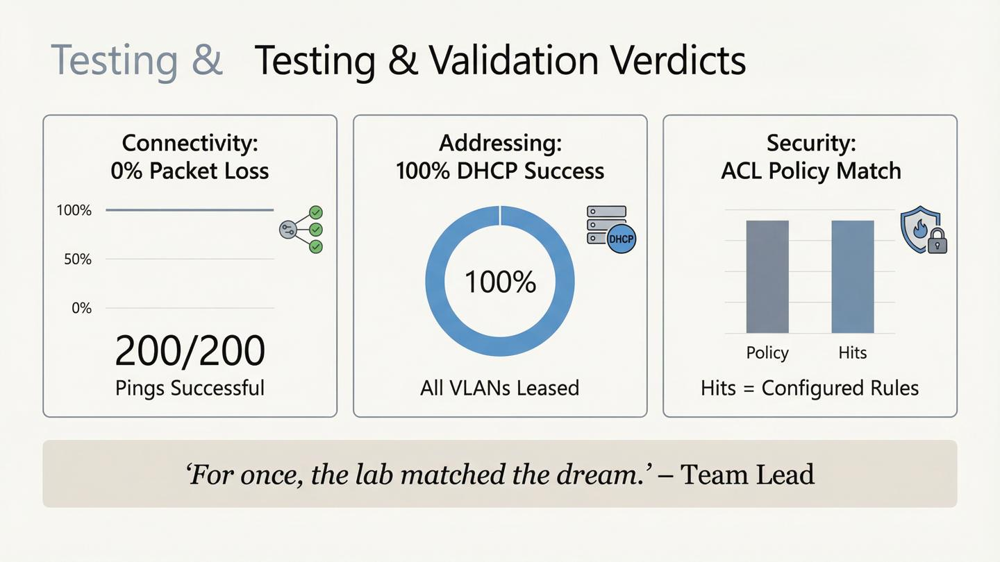 Testing & Testing & Validation Verdicts
Connectivity:
0% Packet Loss
100%
50%
0%
200/200
Pings Successful
Addressing:
100% DHCP Success
DHCP
100%
All VLANs Leased
Security:
ACL Policy Match
Policy
Hits
Hits = Configured Rules
‘For once, the lab matched the dream.’ – Team Lead